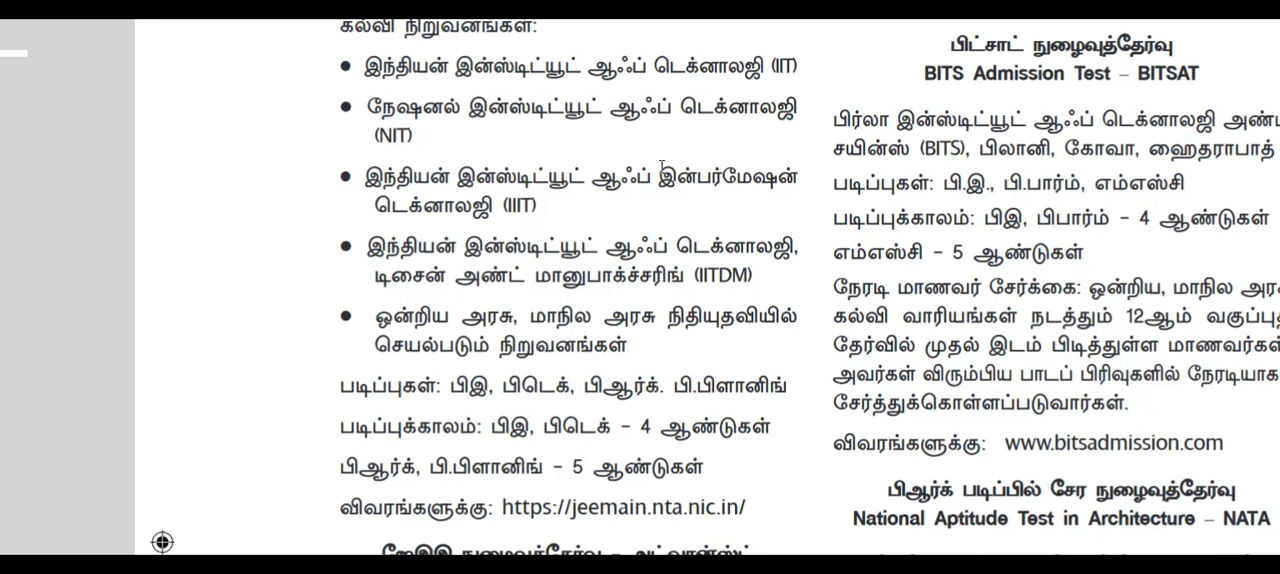 கல்வி நிறுவனங்கள்:
● இந்தியன் இன்ஸ்டிட்யூட் ஆஃப் டெக்னாலஜி (IIT)
● நேஷனல் இன்ஸ்டிட்யூட் ஆஃப் டெக்னாலஜி
(NIT)
● இந்தியன் இன்ஸ்டிட்யூட் ஆஃப் இன்பர்மேஷன்
டெக்னாலஜி (IIIT)
● இந்தியன் இன்ஸ்டிட்யூட் ஆஃப் டெக்னாலஜி,
டிசைன் அண்ட் மானுபாக்ச்சரிங் (IITDM)
● ஒன்றிய அரசு, மாநில அரசு நிதியுதவியில்
செயல்படும் நிறுவனங்கள்
படிப்புகள்: பிஇ, பிடெக், பிஆர்க். பி.பிளானிங்
படிப்புக்காலம்: பிஇ, பிடெக் – 4 ஆண்டுகள்
பிஆர்க், பி.பிளானிங் – 5 ஆண்டுகள்
விவரங்களுக்கு: https://jeemain.nta.nic.in/
ஜேஇஇ நுழைவுத்தேர்வு – அட்வான்ஸ்ட்
பிட்சாட் நுழைவுத்தேர்வு
BITS Admission Test – BITSAT
பிர்லா இன்ஸ்டிட்யூட் ஆஃப் டெக்னாலஜி
சயின்ஸ் (BITS), பிலானி, கோவா, ஹைதராபாத்
படிப்புகள்: பி.இ., பி.பார்ம், எம்எஸ்சி
படிப்புக்காலம்: பிஇ, பிபார்ம் – 4 ஆண்டுகள்
எம்எஸ்சி – 5 ஆண்டுகள்
நேரடி மாணவர் சேர்க்கை: ஒன்றிய, மாநில
கல்வி வாரியங்கள் நடத்தும் 12ஆம்
தேர்வில் முதல் இடம் பிடித்துள்ள மாணவர்கள்
அவர்கள் விரும்பிய பாடப் பிரிவுகளில் நேரடியாக
சேர்த்துக்கொள்ளப்படுவார்கள்.
விவரங்களுக்கு: www.bitsadmission.com
பிஆர்க் படிப்பில் சேர நுழைவுத்தேர்வு
National Aptitude Test in Architecture – NATA